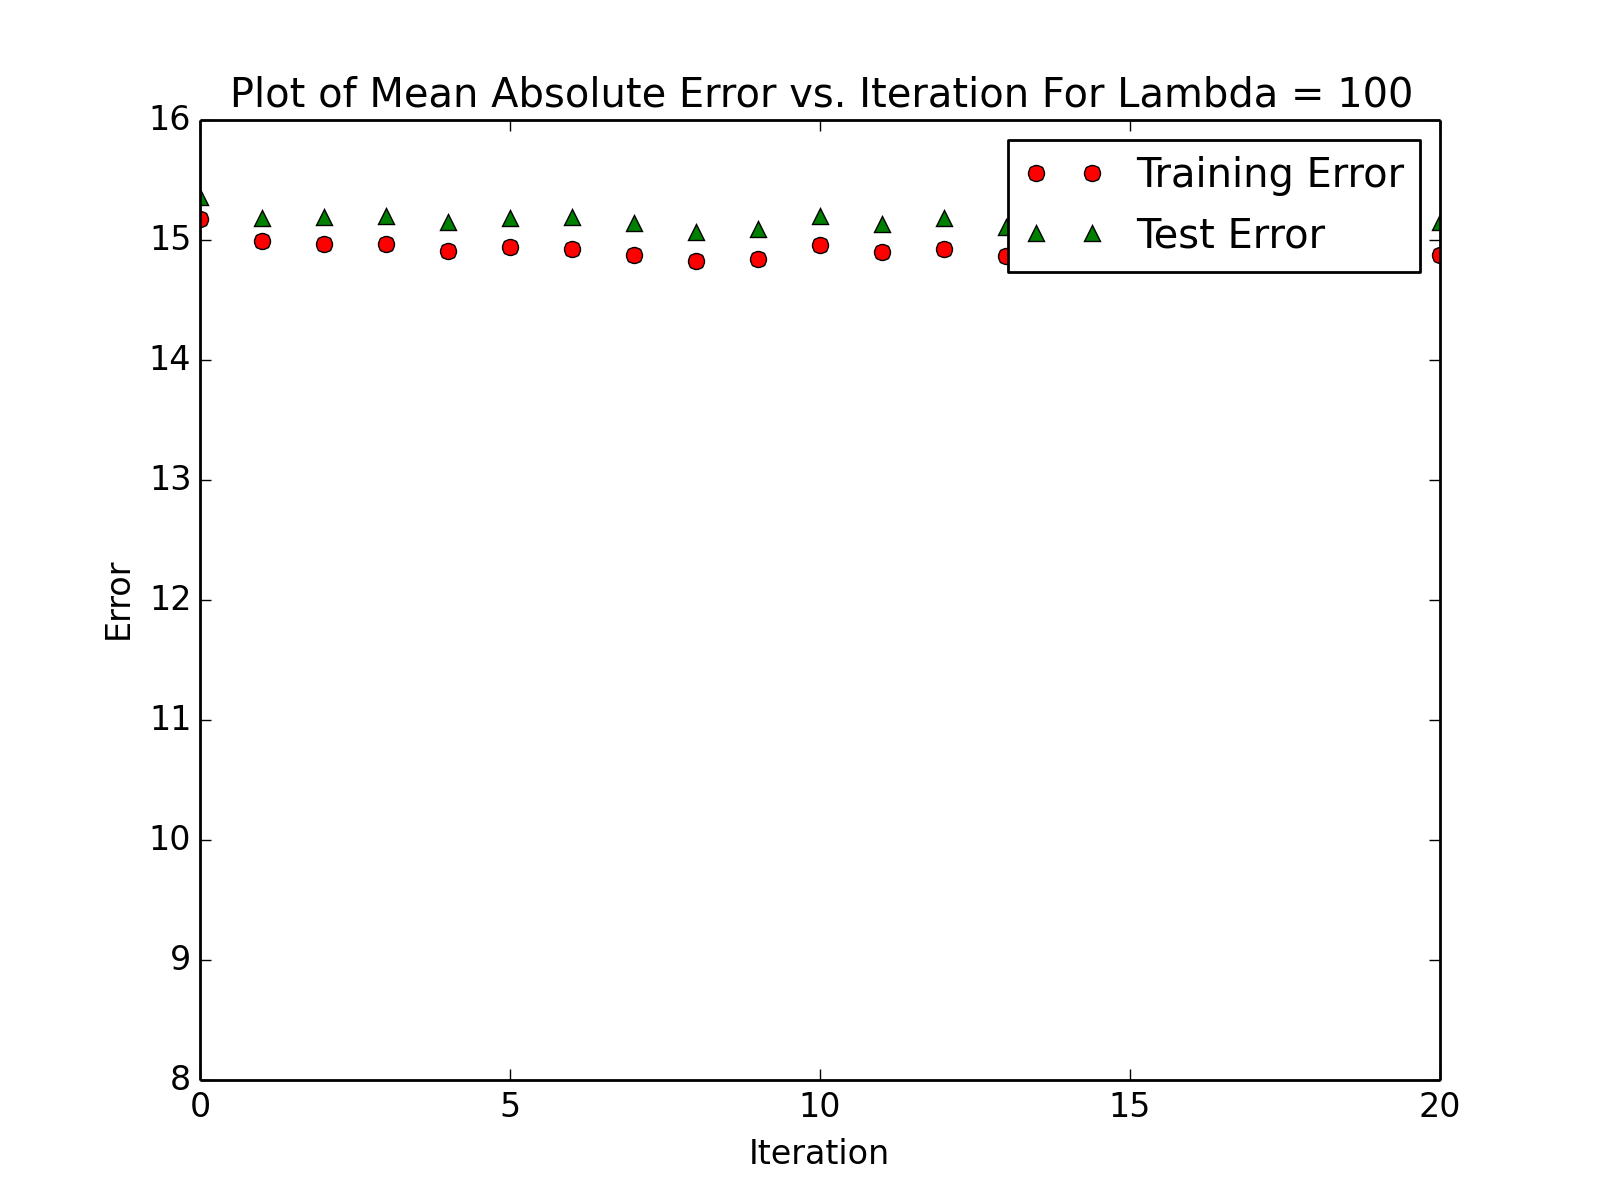 Plot of Mean Absolute Error vs. Iteration For Lambda = 100
16
15
14
13
12
11
10
9
8
Error
Training Error
Test Error
0 5 10 15 20
Iteration